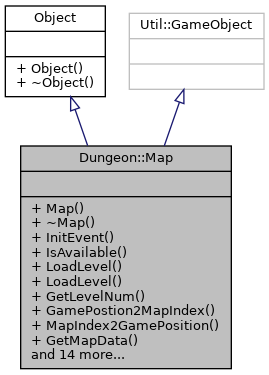 Object
+ Object()
+ ~Object()
Util::GameObject
Dungeon::Map
+ Map()
+ ~Map()
+ InitEvent()
+ IsAvailable()
+ LoadLevel()
+ LoadLevel()
+ GetLevelNum()
+ GamePostion2MapIndex()
+ MapIndex2GamePosition()
+ GetMapData()
and 14 more...